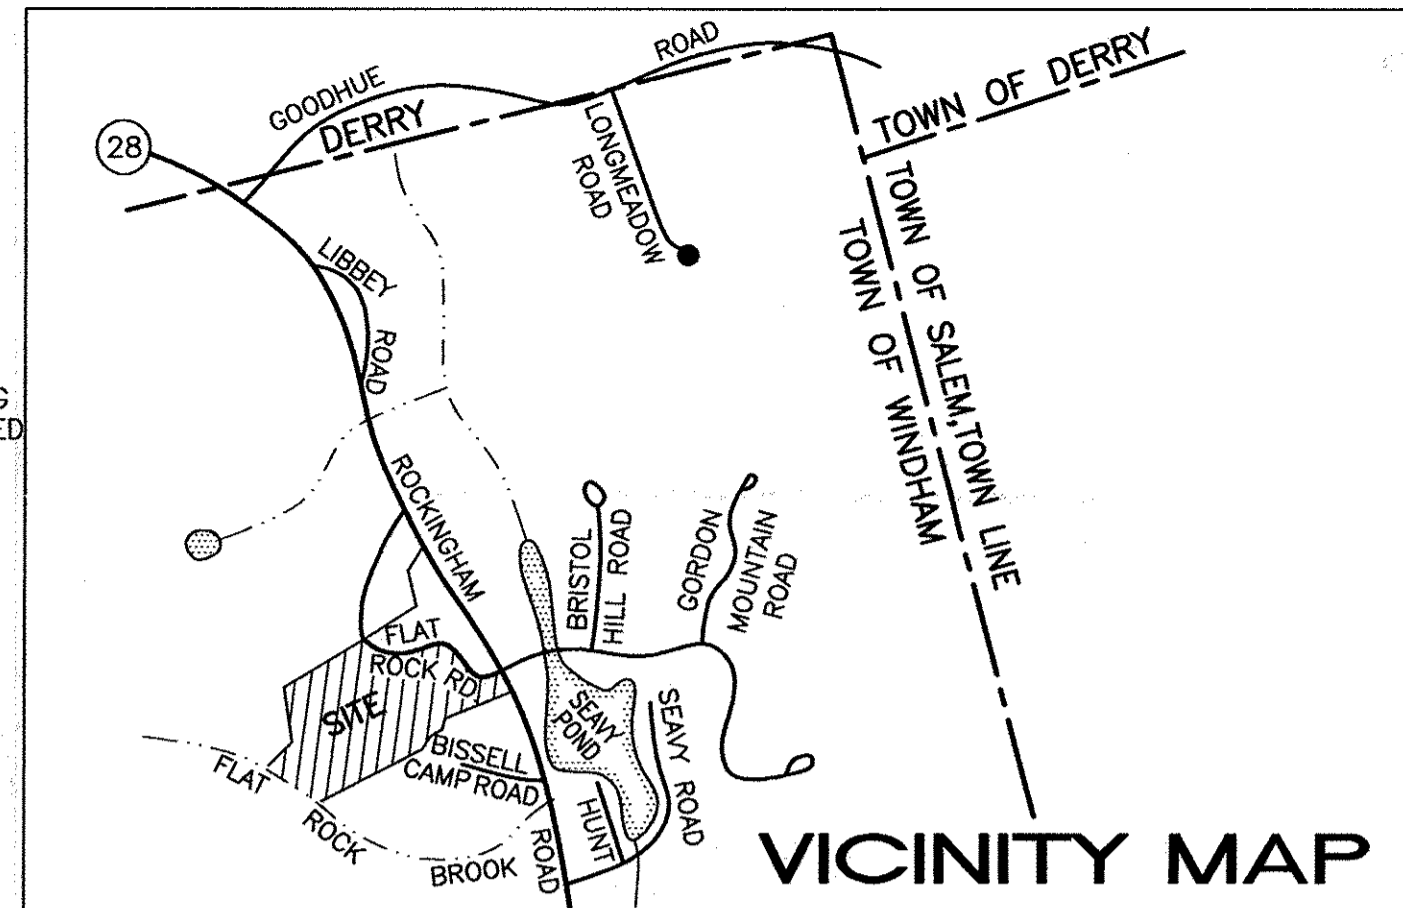 GOODHUE
ROAD
DERRY
TOWN OF DERRY
28
LONGMEADOW
ROAD
TOWN OF SALEM, TOWN LINE
TOWN OF WINDHAM
LIBBEY
ROAD
ROCKINGHAM
BRISTOL
HILL ROAD
GORDON
MOUNTAIN
ROAD
FLAT
ROCK RD
SITE
SEAVY
POND
SEAVY ROAD
BISSELL
CAMP ROAD
FLAT
ROCK
BROOK
HUNT
ROAD
VICINITY MAP
G
ED